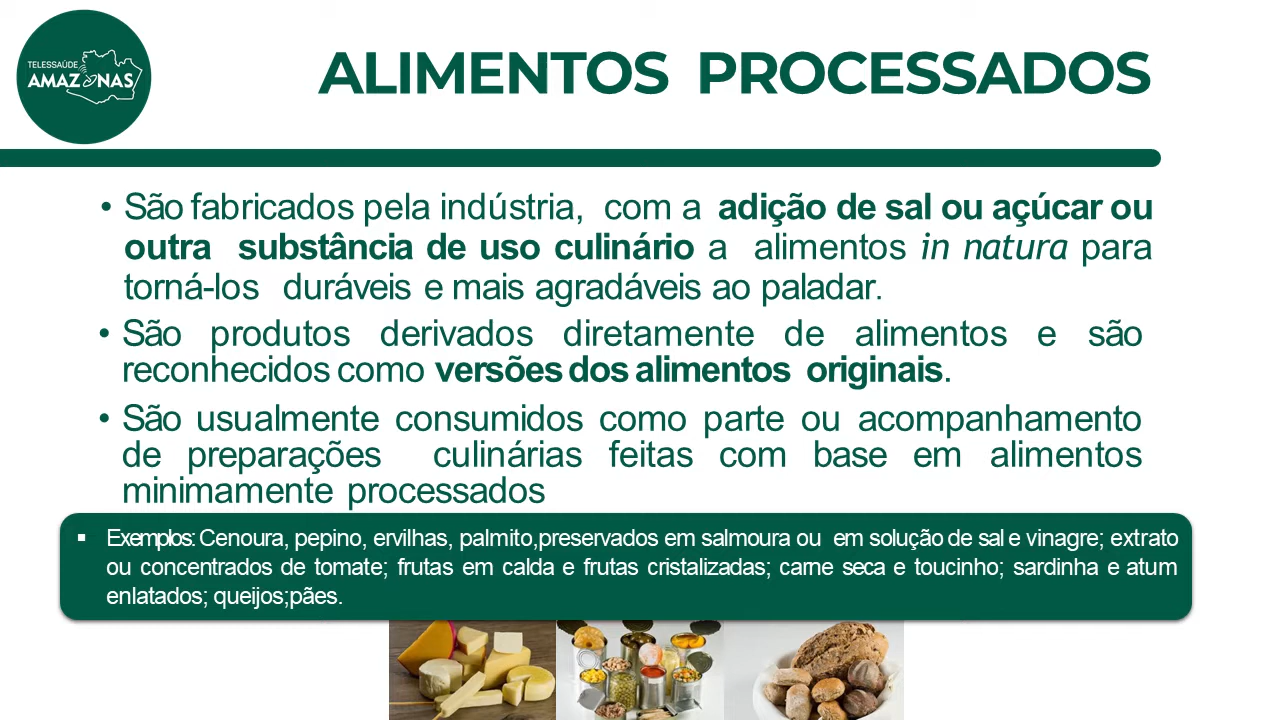 TELESSAÚDE
AMAZONAS
ALIMENTOS PROCESSADOS
• São fabricados pela indústria, com a adição de sal ou açúcar ou
outra substância de uso culinário a alimentos in natura para
torná-los duráveis e mais agradáveis ao paladar.
• São produtos derivados diretamente de alimentos e são
reconhecidos como versões dos alimentos originais.
• São usualmente consumidos como parte ou acompanhamento
de preparações culinárias feitas com base em alimentos
minimamente processados
▪ Exemplos: Cenoura, pepino, ervilhas, palmito,preservados em salmoura ou em solução de sal e vinagre; extrato
ou concentrados de tomate; frutas em calda e frutas cristalizadas; carne seca e toucinho; sardinha e atum
enlatados; queijos;pães.